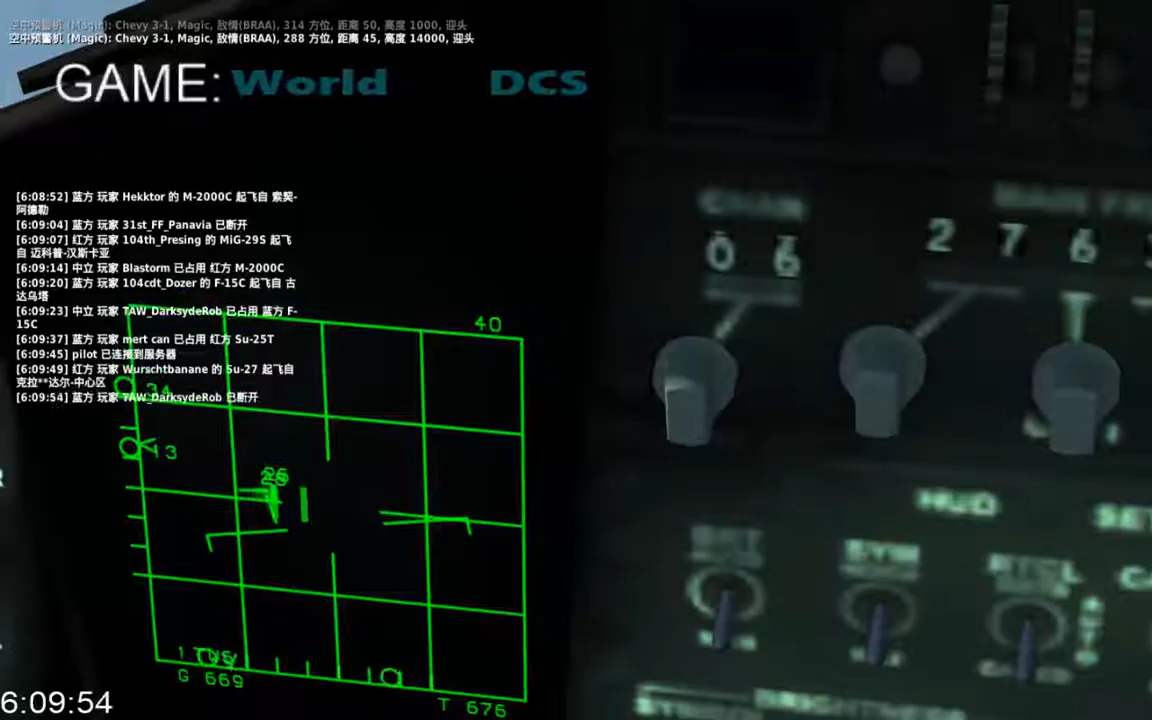 空中预警机 (Magic): Chevy 3-1, Magic, 敌情(BRAA), 314 方位, 距离 50, 高度 1000, 迎头
空中预警机 (Magic): Chevy 3-1, Magic, 敌情(BRAA), 288 方位, 距离 45, 高度 14000, 迎头
GAME: World DCS
[6:08:52] 蓝方 玩家 Hekktor 的 M-2000C 起飞自 索契-
阿德勒
[6:09:04] 蓝方 玩家 31st_FF_Panavia 已断开
[6:09:07] 红方 玩家 104th_Presing 的 MiG-29S 起飞
自 迈科普-汉斯卡亚
[6:09:14] 中立 玩家 Blastorm 已占用 红方 M-2000C
[6:09:20] 蓝方 玩家 104cdt_Dozer 的 F-15C 起飞自 古
达乌塔
[6:09:23] 中立 玩家 TAW_DarksydeRob 已占用 蓝方 F-
15C
[6:09:37] 蓝方 玩家 mert can 已占用 红方 Su-25T
[6:09:45] pilot 已连接到服务器
[6:09:49] 红方 玩家 Wurschtbanane 的 Su-27 起飞自
克拉**达尔-中心区
[6:09:54] 蓝方 玩家 TAW_DarksydeRob 已断开
40
34
13
G 669
T 676
6:09:54
CHAN
0 6
2 7 6
HUD
SYM